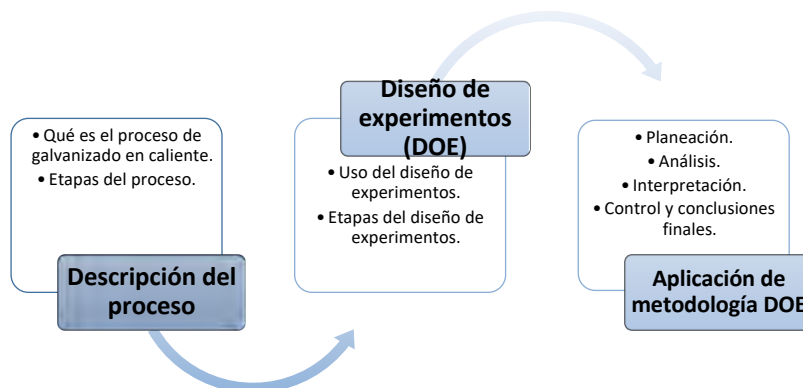 • Qué es el proceso de
galvanizado en caliente.
• Etapas del proceso.
Descripción del
proceso
Diseño de
experimentos
(DOE)
• Uso del diseño de
experimentos.
• Etapas del diseño de
experimentos.
• Planeación.
• Análisis.
• Interpretación.
• Control y conclusiones
finales.
Aplicación de
metodología DOE